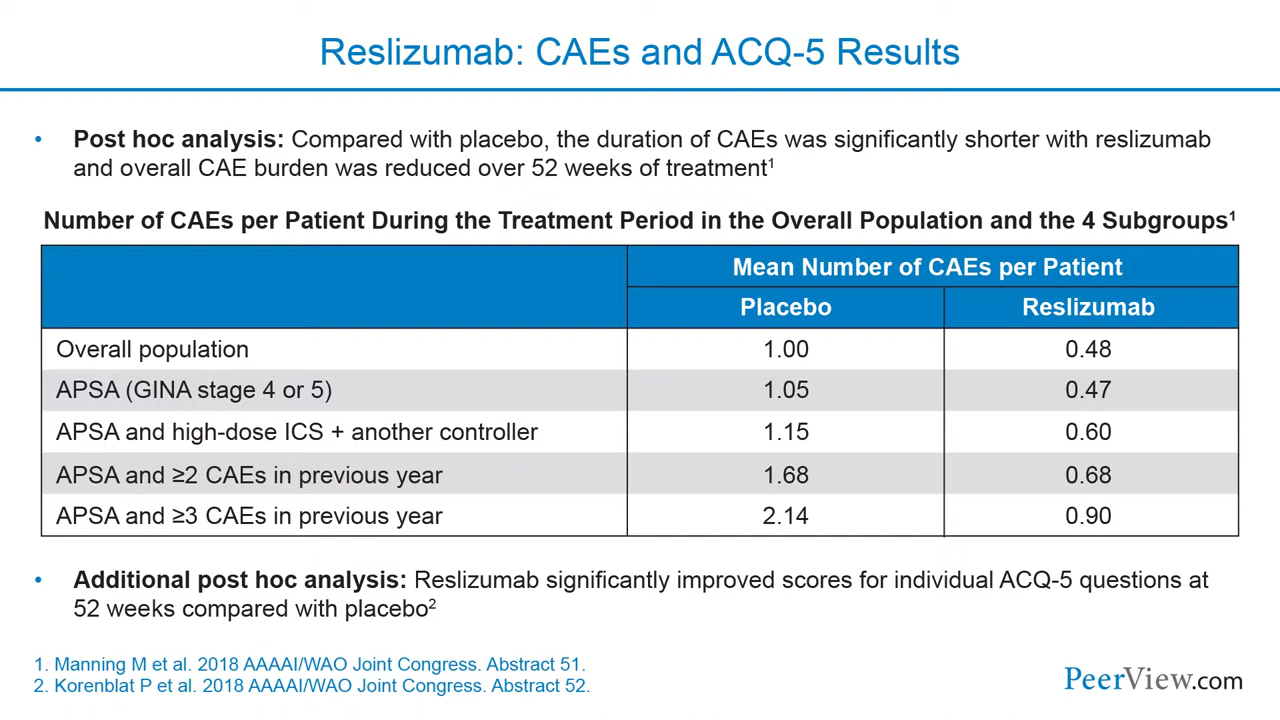 Reslizumab: CAEs and ACQ-5 Results
• Post hoc analysis: Compared with placebo, the duration of CAEs was significantly shorter with reslizumab
and overall CAE burden was reduced over 52 weeks of treatment¹
Number of CAEs per Patient During the Treatment Period in the Overall Population and the 4 Subgroups¹
Mean Number of CAEs per Patient
Placebo Reslizumab
Overall population 1.00 0.48
APSA (GINA stage 4 or 5) 1.05 0.47
APSA and high-dose ICS + another controller 1.15 0.60
APSA and ≥2 CAEs in previous year 1.68 0.68
APSA and ≥3 CAEs in previous year 2.14 0.90
• Additional post hoc analysis: Reslizumab significantly improved scores for individual ACQ-5 questions at
52 weeks compared with placebo²
1. Manning M et al. 2018 AAAAI/WAO Joint Congress. Abstract 51.
2. Korenblat P et al. 2018 AAAAI/WAO Joint Congress. Abstract 52.
PeerView.com